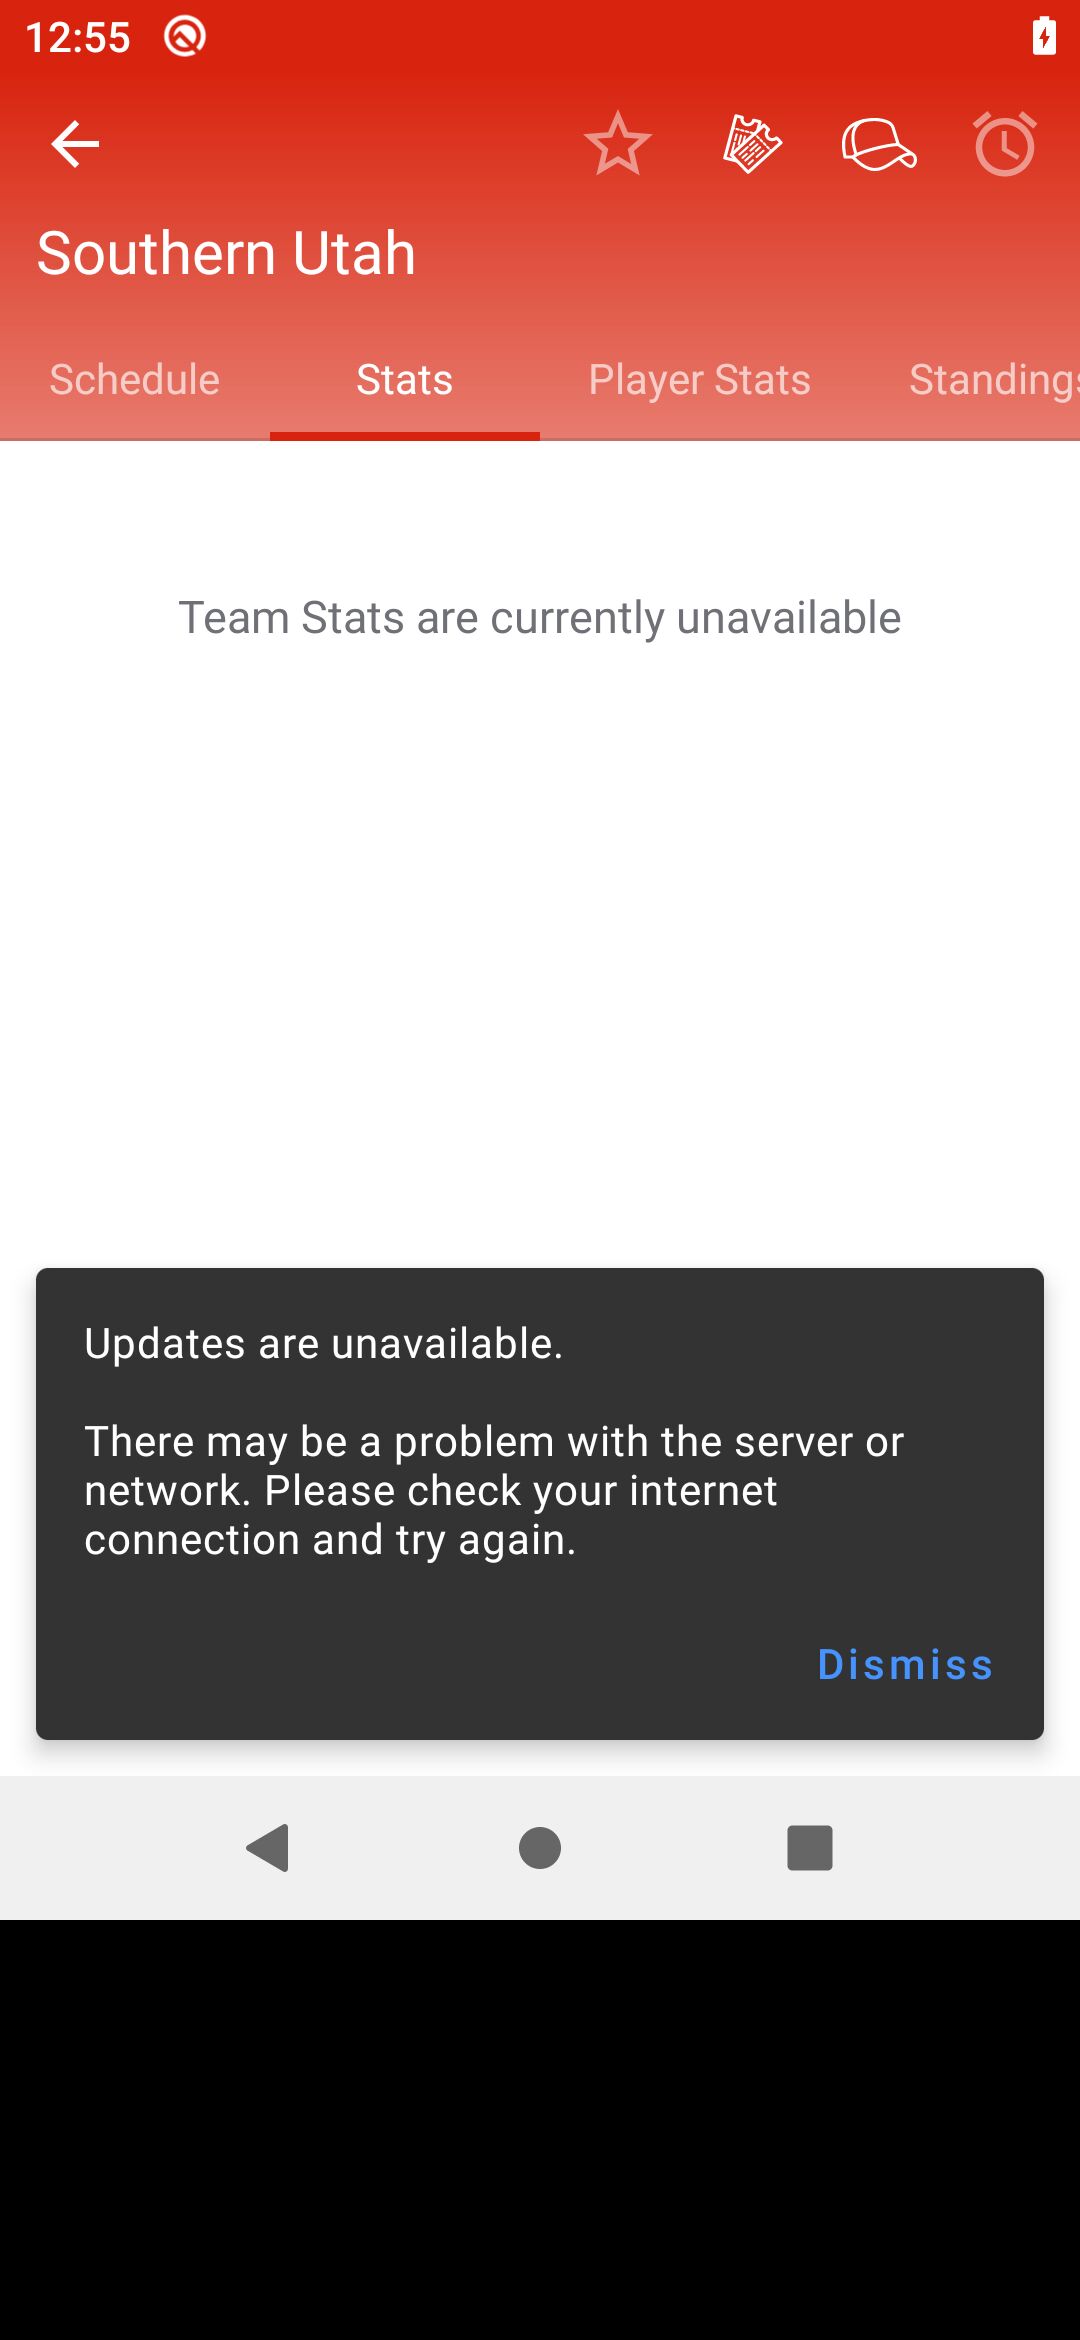 12:55
Southern Utah
Schedule Stats Player Stats Standings
Team Stats are currently unavailable
Updates are unavailable.
There may be a problem with the server or
network. Please check your internet
connection and try again.
Dismiss